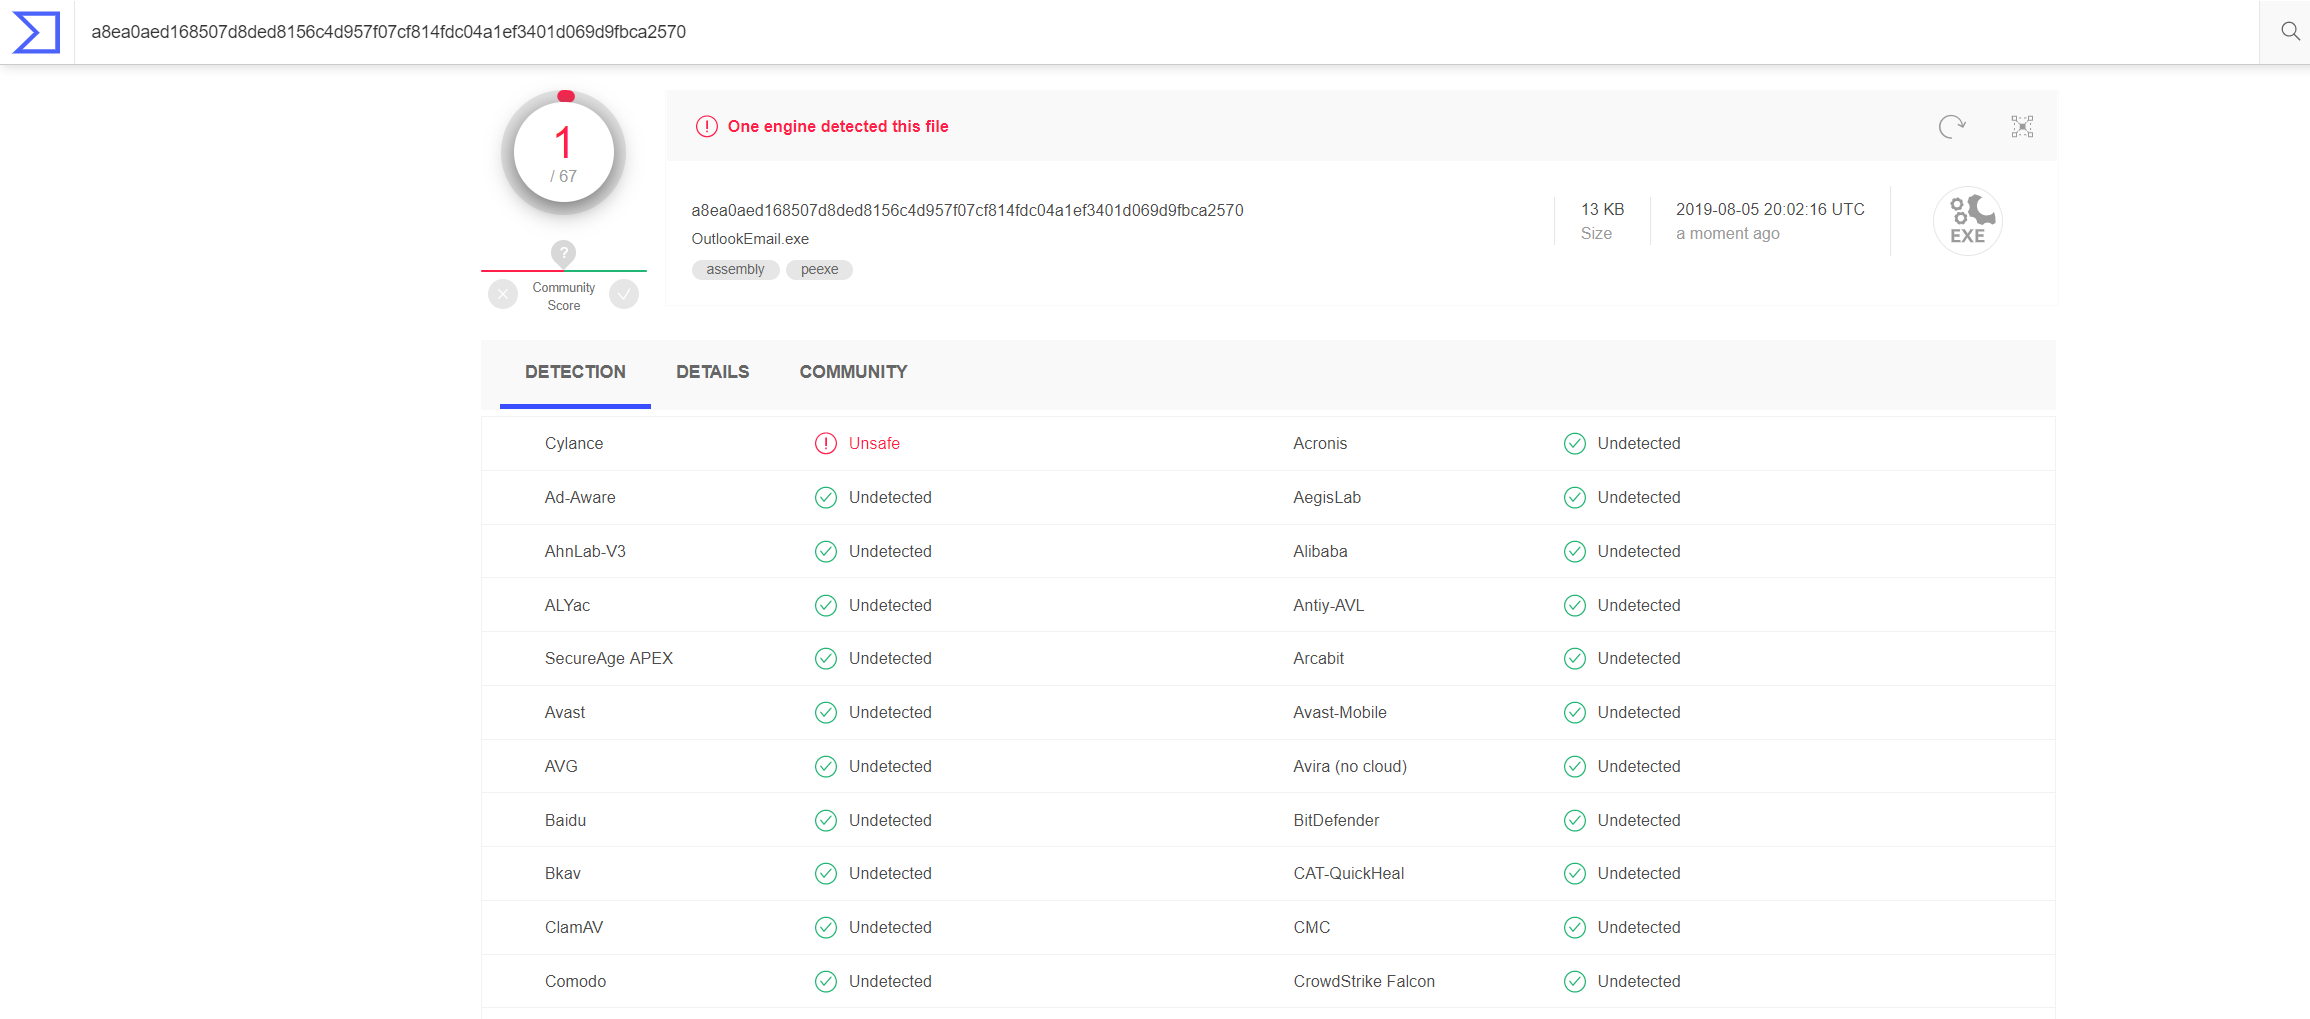 a8ea0aed168507d8ded8156c4d957f07cf814fdc04a1ef3401d069d9fbca2570
1
/ 67
?
Community
Score
One engine detected this file
a8ea0aed168507d8ded8156c4d957f07cf814fdc04a1ef3401d069d9fbca2570
OutlookEmail.exe
assembly peexe
13 KB
Size
2019-08-05 20:02:16 UTC
a moment ago
EXE
DETECTION DETAILS COMMUNITY
Cylance Unsafe Acronis Undetected
Ad-Aware Undetected AegisLab Undetected
AhnLab-V3 Undetected Alibaba Undetected
ALYac Undetected Antiy-AVL Undetected
SecureAge APEX Undetected Arcabit Undetected
Avast Undetected Avast-Mobile Undetected
AVG Undetected Avira (no cloud) Undetected
Baidu Undetected BitDefender Undetected
Bkav Undetected CAT-QuickHeal Undetected
ClamAV Undetected CMC Undetected
Comodo Undetected CrowdStrike Falcon Undetected